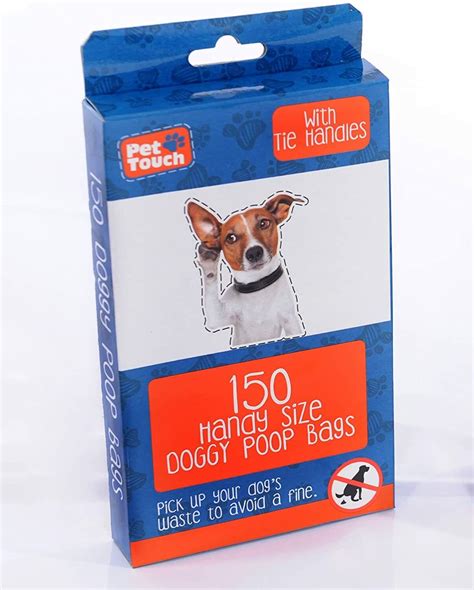 With
Tie Handles
Pet
Touch
150 Doggy Poop Bags
150
Handy Size
Doggy Poop Bags
Pick up your dog's
waste to avoid a fine.